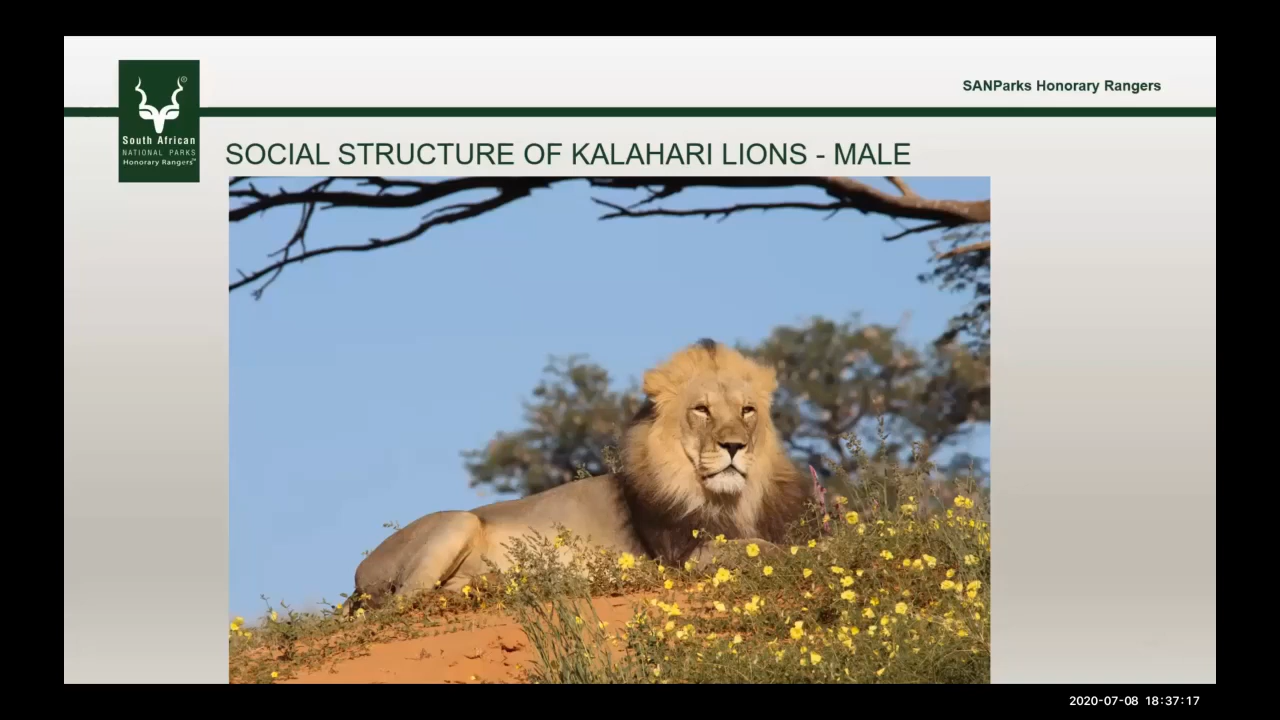 SANParks Honorary Rangers
South African
NATIONAL PARKS
Honorary Rangers™
SOCIAL STRUCTURE OF KALAHARI LIONS - MALE
2020-07-08 18:37:17